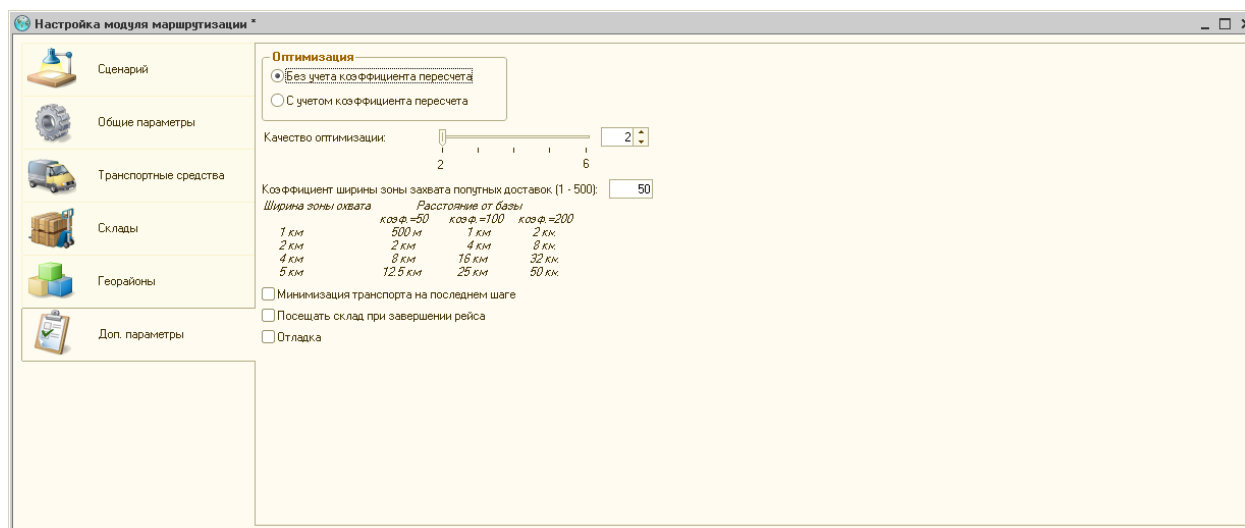 Настройка модуля маршрутизации *
Сценарий
Общие параметры
Транспортные средства
Склады
Георайоны
Доп. параметры
Оптимизация
Без учета коэффициента пересчета
С учетом коэффициента пересчета
Качество оптимизации: 2
2 6
Коэффициент ширины зоны захвата попутных доставок (1 - 500): 50
Ширина зоны охвата Расстояние от базы
коэф.=50 коэф.=100 коэф.=200
1 км 500 м 1 км 2 км.
2 км 2 км 4 км 8 км.
4 км 8 км 16 км 32 км.
5 км 12.5 км 25 км 50 км.
Минимизация транспорта на последнем шаге
Посещать склад при завершении рейса
Отладка